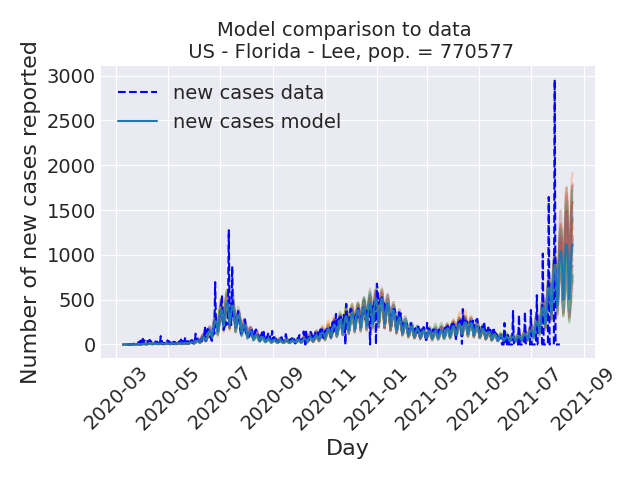 Model comparison to data
US - Florida - Lee, pop. = 770577
Number of new cases reported
3000
2500
2000
1500
1000
500
0
new cases data
new cases model
2020-03
2020-05
2020-07
2020-09
2020-11
2021-01
2021-03
2021-05
2021-07
2021-09
Day